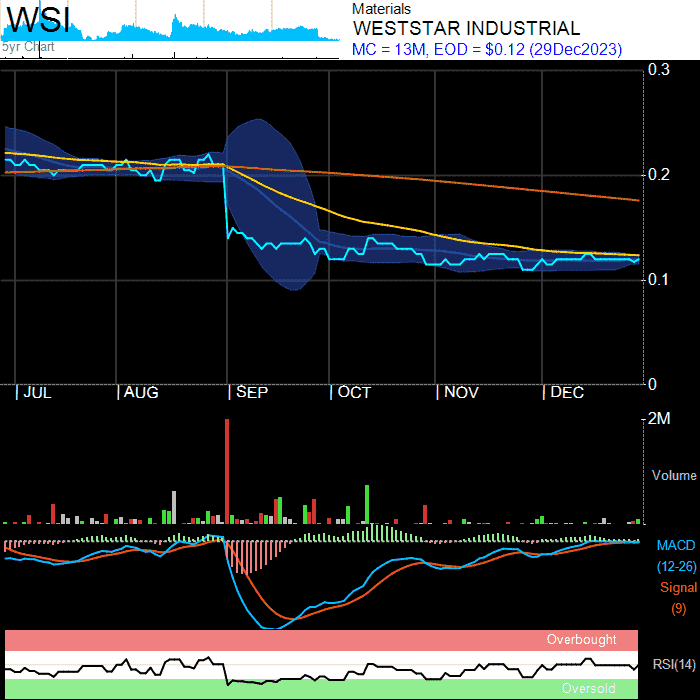 WSI
5yr Chart
Materials
WESTSTAR INDUSTRIAL
MC = 13M, EOD = $0.12 (29Dec2023)
0.3
0.2
0.1
0
JUL AUG SEP OCT NOV DEC
2M
Volume
MACD
(12-26)
Signal
(9)
Overbought
RSI(14)
Oversold